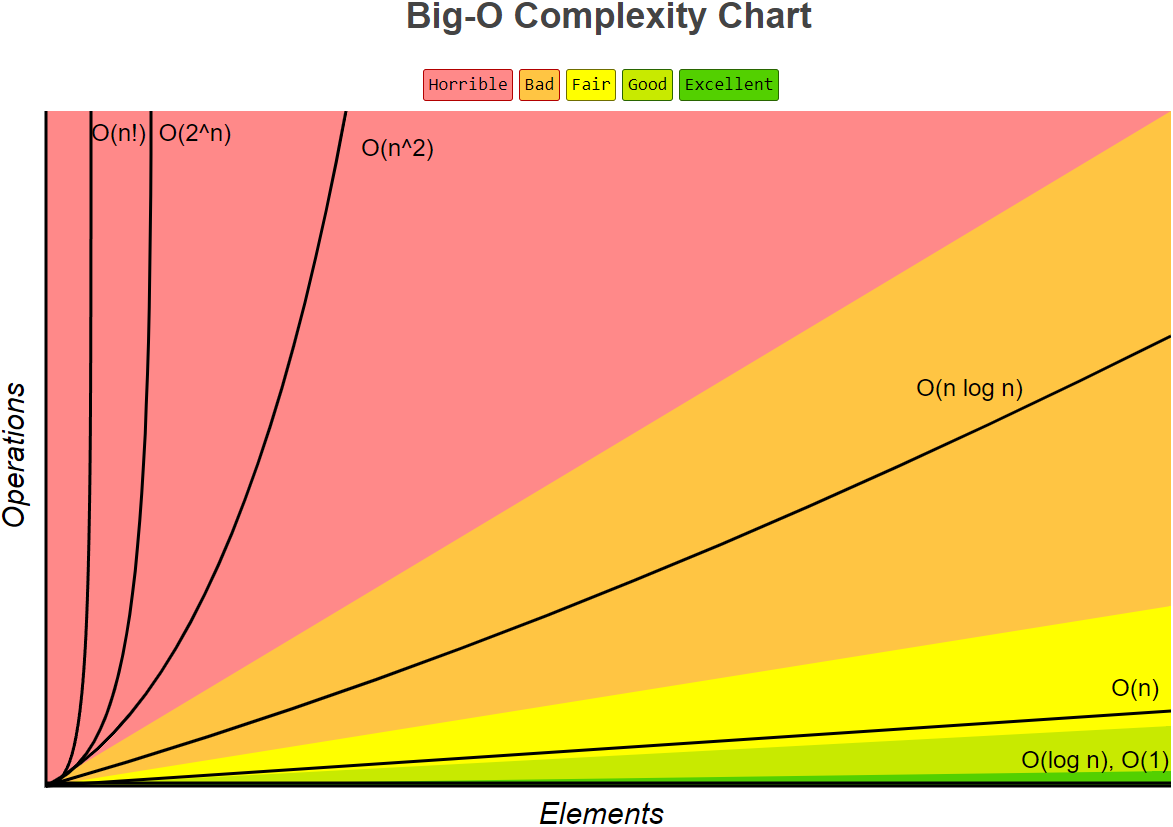 Big-O Complexity Chart
Horrible Bad Fair Good Excellent
O(n!) O(2^n)
O(n^2)
O(n log n)
Operations
O(n)
O(log n), O(1)
Elements